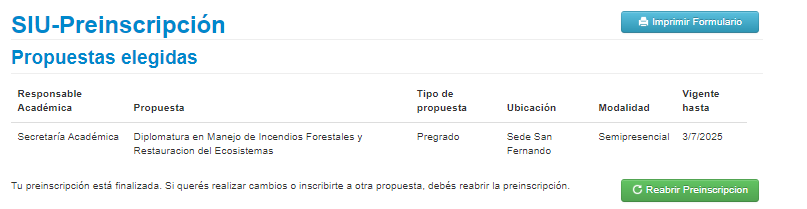 SIU-Preinscripción
Imprimir Formulario
Propuestas elegidas
Responsable Académica Propuesta Tipo de propuesta Ubicación Modalidad Vigente hasta
Secretaría Académica Diplomatura en Manejo de Incendios Forestales y Restauracion del Ecosistemas Pregrado Sede San Fernando Semipresencial 3/7/2025
Tu preinscripción está finalizada. Si querés realizar cambios o inscribirte a otra propuesta, debés reabrir la preinscripción.
Reabrir Preinscripcion